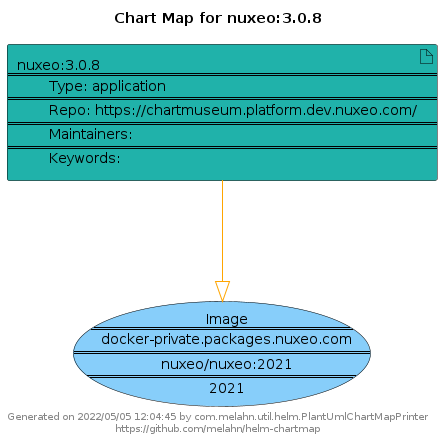 Chart Map for nuxeo:3.0.8
nuxeo:3.0.8
Type: application
Repo: https://chartmuseum.platform.dev.nuxeo.com/
Maintainers:
Keywords:
Image
docker-private.packages.nuxeo.com
nuxeo/nuxeo:2021
2021
Generated on 2022/05/05 12:04:45 by com.melahn.util.helm.PlantUmlChartMapPrinter
https://github.com/melahn/helm-chartmap